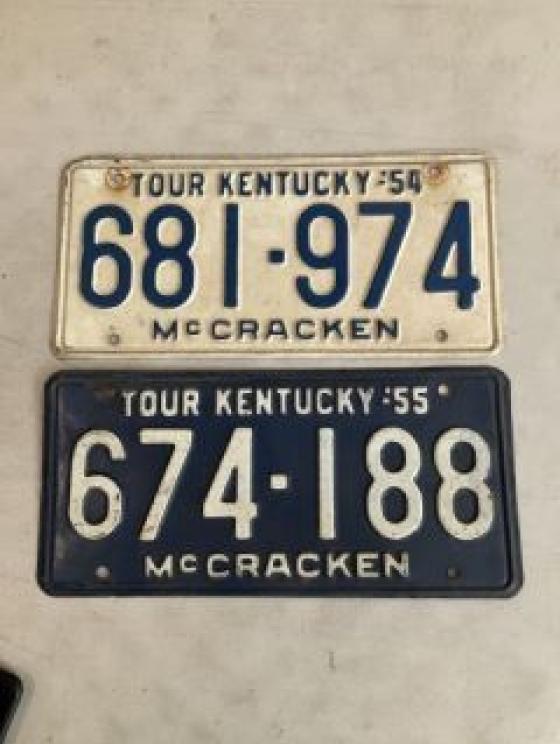 TOUR KENTUCKY '54
681-974
McCRACKEN
TOUR KENTUCKY '55
674-188
McCRACKEN